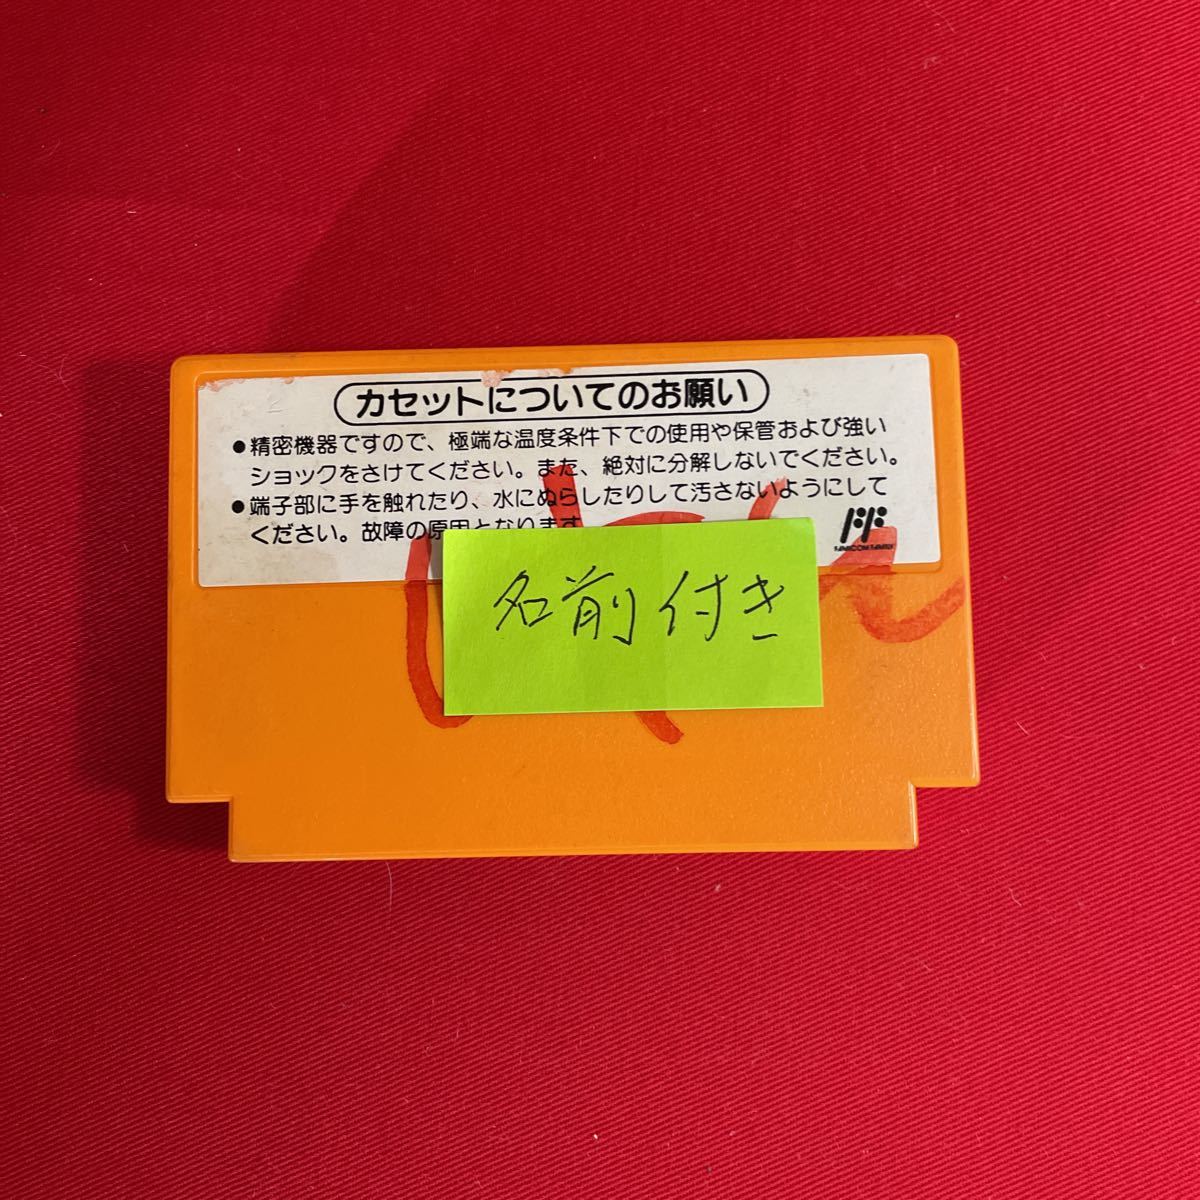 カセットについてのお願い
●精密機器ですので、極端な温度条件下での使用や保管および強い
ショックをさけてください。また、絶対に分解しないでください。
●端子部に手を触れたり、水にぬらしたりして汚さないようにして
ください。故障の原因となります
FAMICOM FAMILY
名前付き